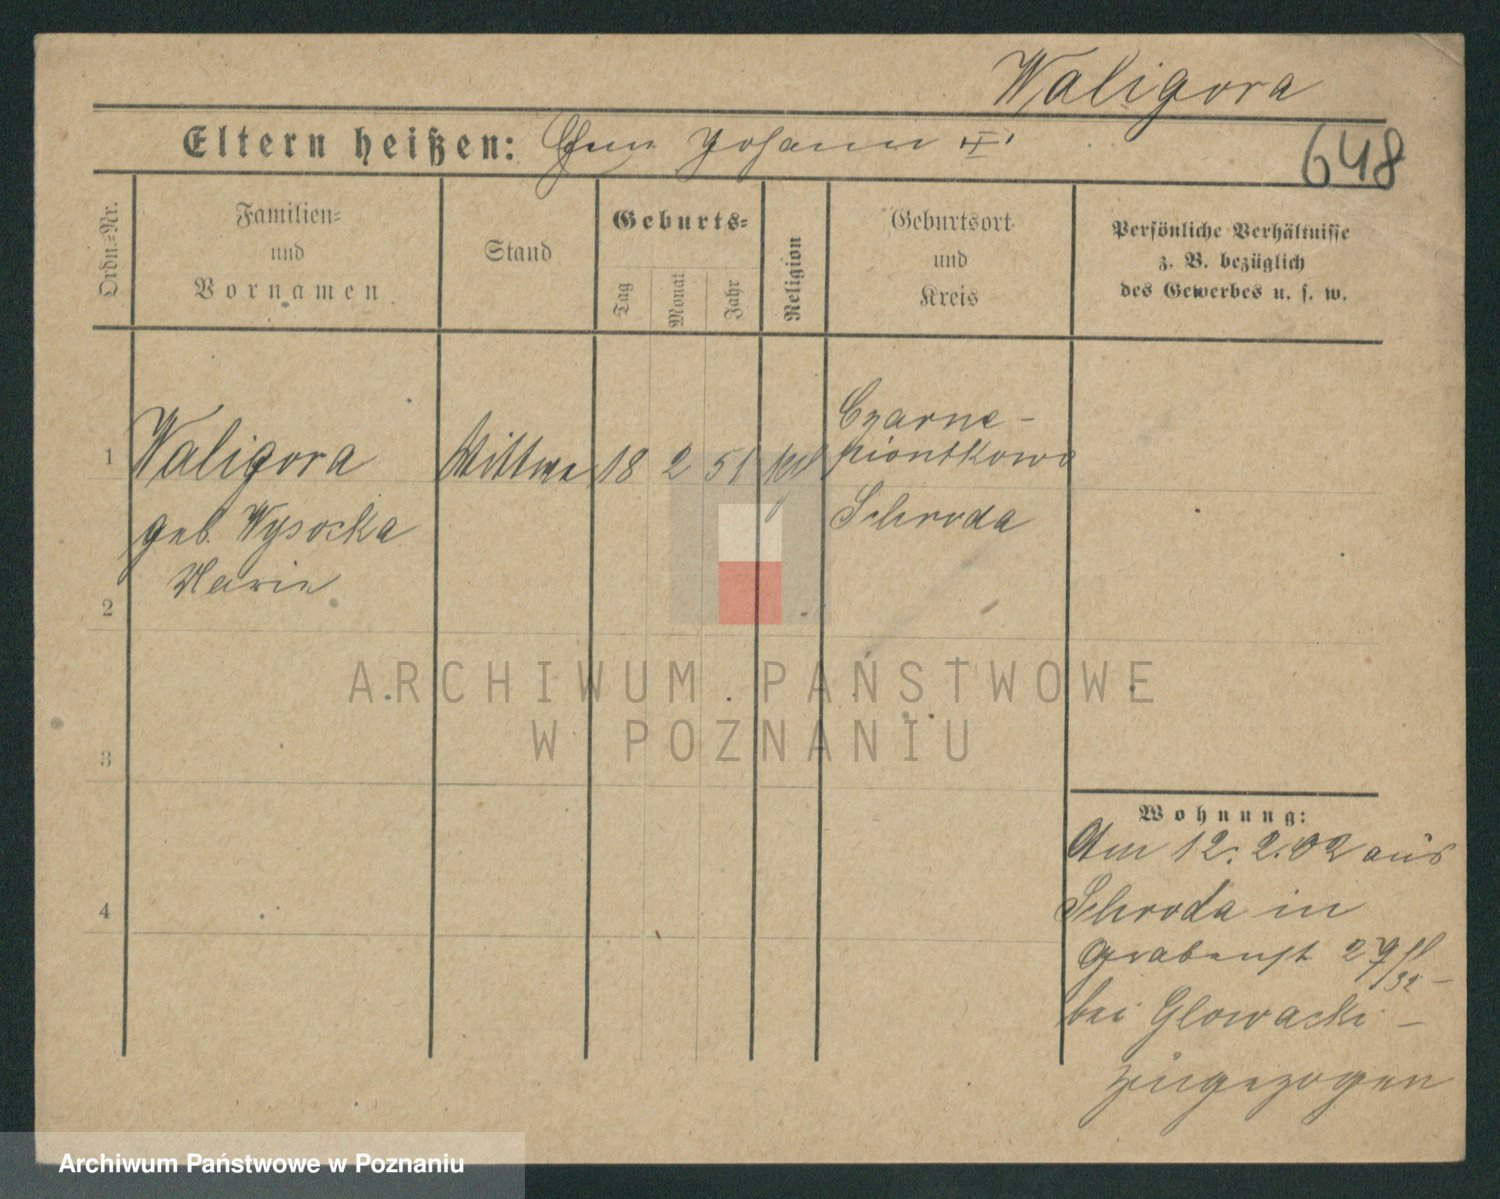 Waligora
648
Eltern heißen: Johann
Ordn.=Nr.
Familien=
und
Vornamen
Stand
Geburts=
Tag
Monat
Jahr
Religion
Geburtsort
und
Kreis
Persönliche Verhältnisse
z. B. bezüglich
des Gewerbes u. s. w.
1
Waligora
Wittwe
18
2
51
Czarne-
piontkowo
Schroda
geb. Wysocka
Marie
2
3
4
ARCHIWUM PAŃSTWOWE
W POZNANIU
Wohnung:
Am 12. 2. 02 aus
Schroda in
Grabenst
bei Glowacki -
zugezogen
Archiwum Państwowe w Poznaniu